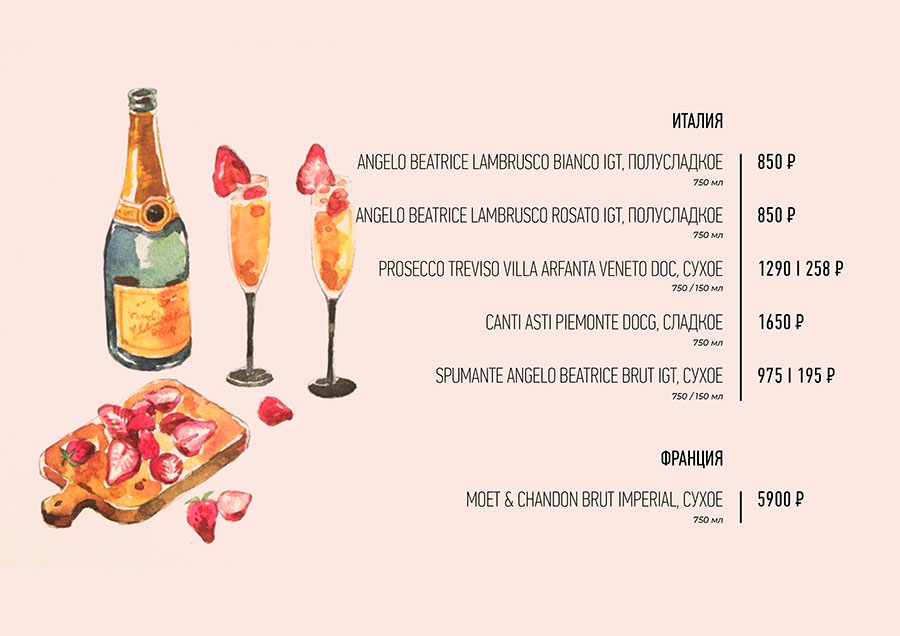 ИТАЛИЯ
ANGELO BEATRICE LAMBRUSCO BIANCO IGT, ПОЛУСЛАДКОЕ 850 ₽
750 мл
ANGELO BEATRICE LAMBRUSCO ROSATO IGT, ПОЛУСЛАДКОЕ 850 ₽
750 мл
PROSECCO TREVISO VILLA ARFANTA VENETO DOC, СУХОЕ 1290 | 258 ₽
750 / 150 мл
CANTI ASTI PIEMONTE DOCG, СЛАДКОЕ 1650 ₽
750 мл
SPUMANTE ANGELO BEATRICE BRUT IGT, СУХОЕ 975 | 195 ₽
750 / 150 мл
ФРАНЦИЯ
MOET & CHANDON BRUT IMPERIAL, СУХОЕ 5900 ₽
750 мл